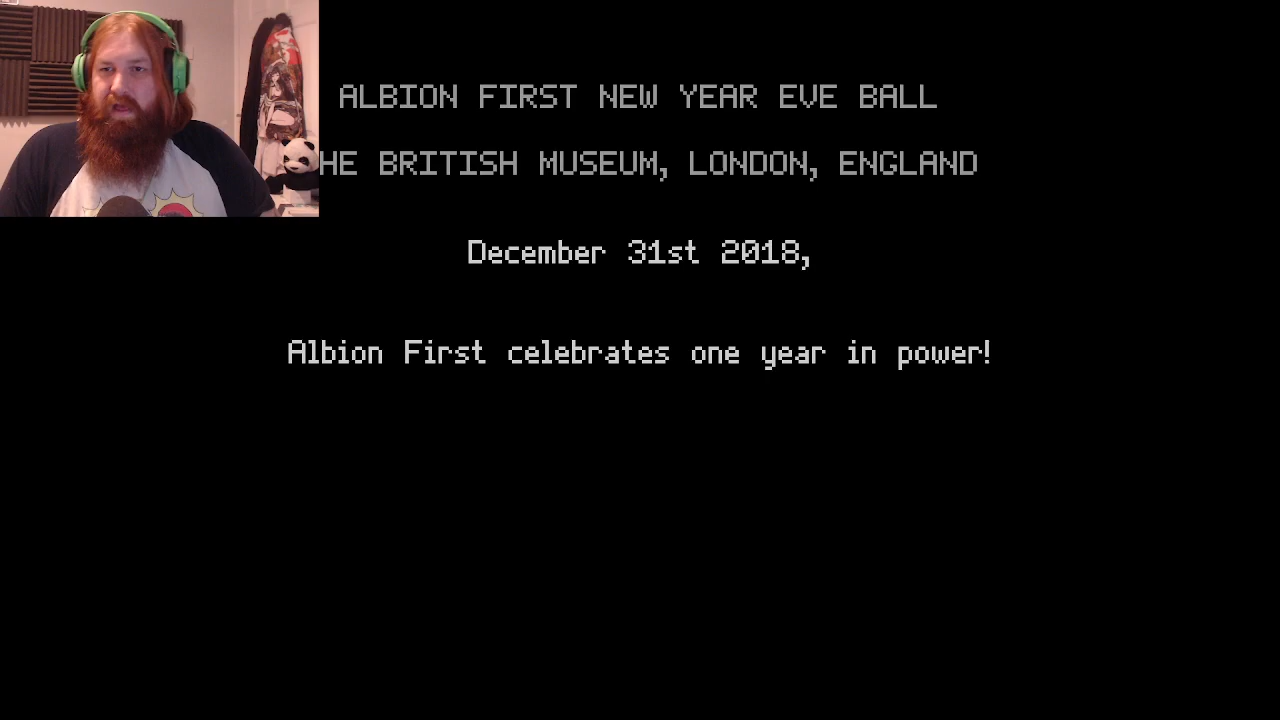 ALBION FIRST NEW YEAR EVE BALL
HE BRITISH MUSEUM, LONDON, ENGLAND
December 31st 2018,
Albion First celebrates one year in power!